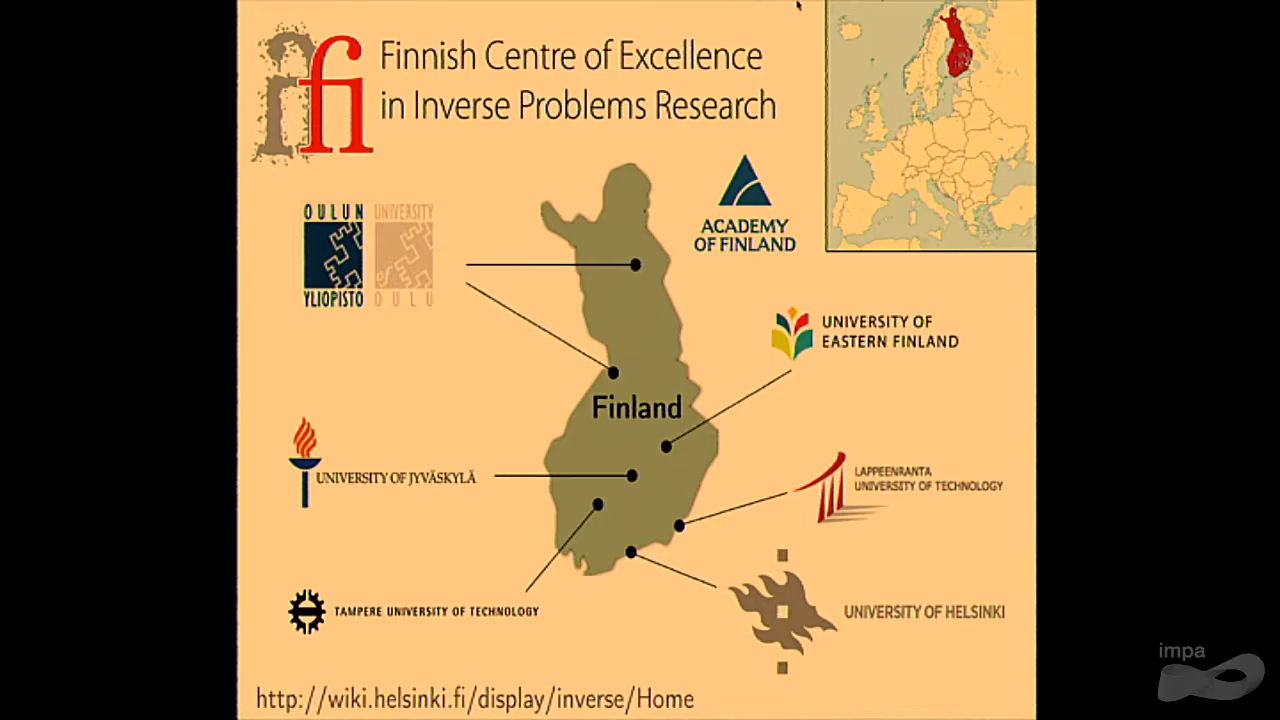 fi
Finnish Centre of Excellence
in Inverse Problems Research
OULUN
YLIOPISTO
UNIVERSITY
of
OULU
ACADEMY
OF FINLAND
UNIVERSITY OF
EASTERN FINLAND
Finland
UNIVERSITY OF JYVÄSKYLÄ
LAPPEENRANTA
UNIVERSITY OF TECHNOLOGY
TAMPERE UNIVERSITY OF TECHNOLOGY
UNIVERSITY OF HELSINKI
http://wiki.helsinki.fi/display/inverse/Home
impa